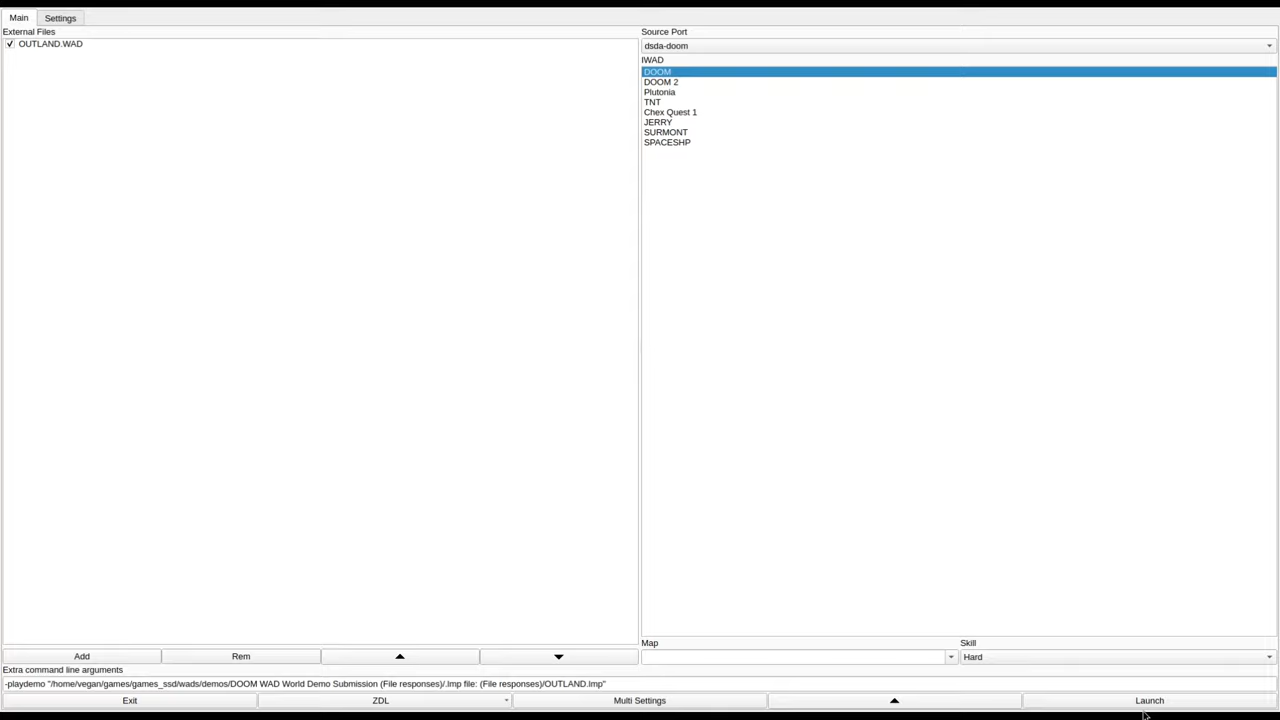 Main Settings
External Files
OUTLAND.WAD
Source Port
dsda-doom
IWAD
DOOM
DOOM 2
Plutonia
TNT
Chex Quest 1
JERRY
SURMONT
SPACESHP
Map Skill
Hard
Add Rem
Extra command line arguments
-playdemo "/home/vegan/games/games_ssd/wads/demos/DOOM WAD World Demo Submission (File responses)/.lmp file: (File responses)/OUTLAND.lmp"
Exit ZDL Multi Settings Launch